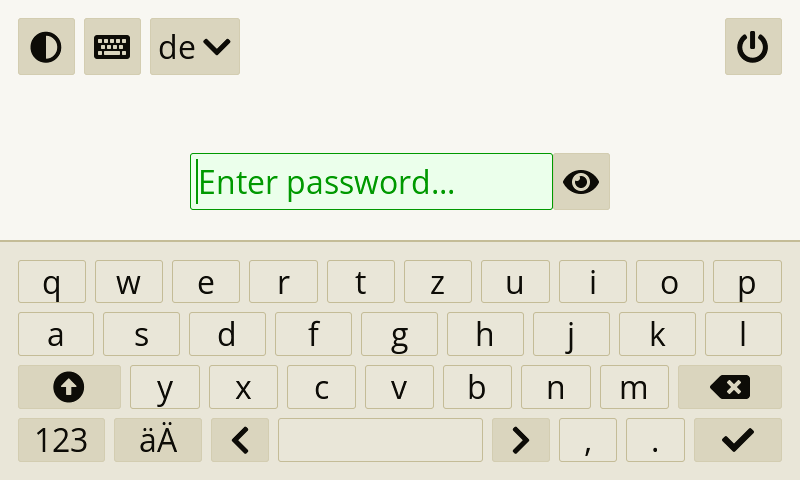 de
Enter password...
q w e r t z u i o p
a s d f g h j k l
y x c v b n m
123 äÄ , .